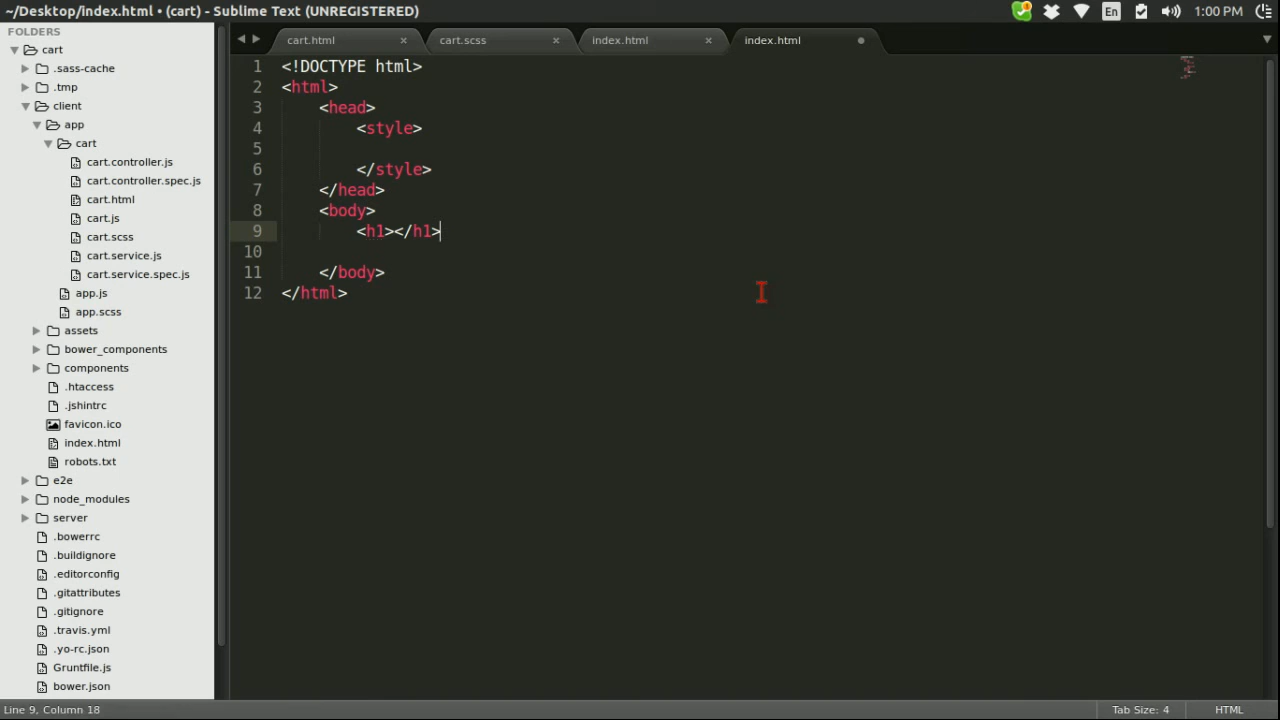 ~/Desktop/index.html • (cart) - Sublime Text (UNREGISTERED)
En
1:00 PM
FOLDERS
cart
.sass-cache
.tmp
client
app
cart
cart.controller.js
cart.controller.spec.js
cart.html
cart.js
cart.scss
cart.service.js
cart.service.spec.js
app.js
app.scss
assets
bower_components
components
.htaccess
.jshintrc
favicon.ico
index.html
robots.txt
e2e
node_modules
server
.bowerrc
.buildignore
.editorconfig
.gitattributes
.gitignore
.travis.yml
.yo-rc.json
Gruntfile.js
bower.json
cart.html
cart.scss
index.html
index.html
1 <!DOCTYPE html>
2 <html>
3 <head>
4 <style>
5
6 </style>
7 </head>
8 <body>
9 <h1></h1>
10
11 </body>
12 </html>
Line 9, Column 18
Tab Size: 4
HTML